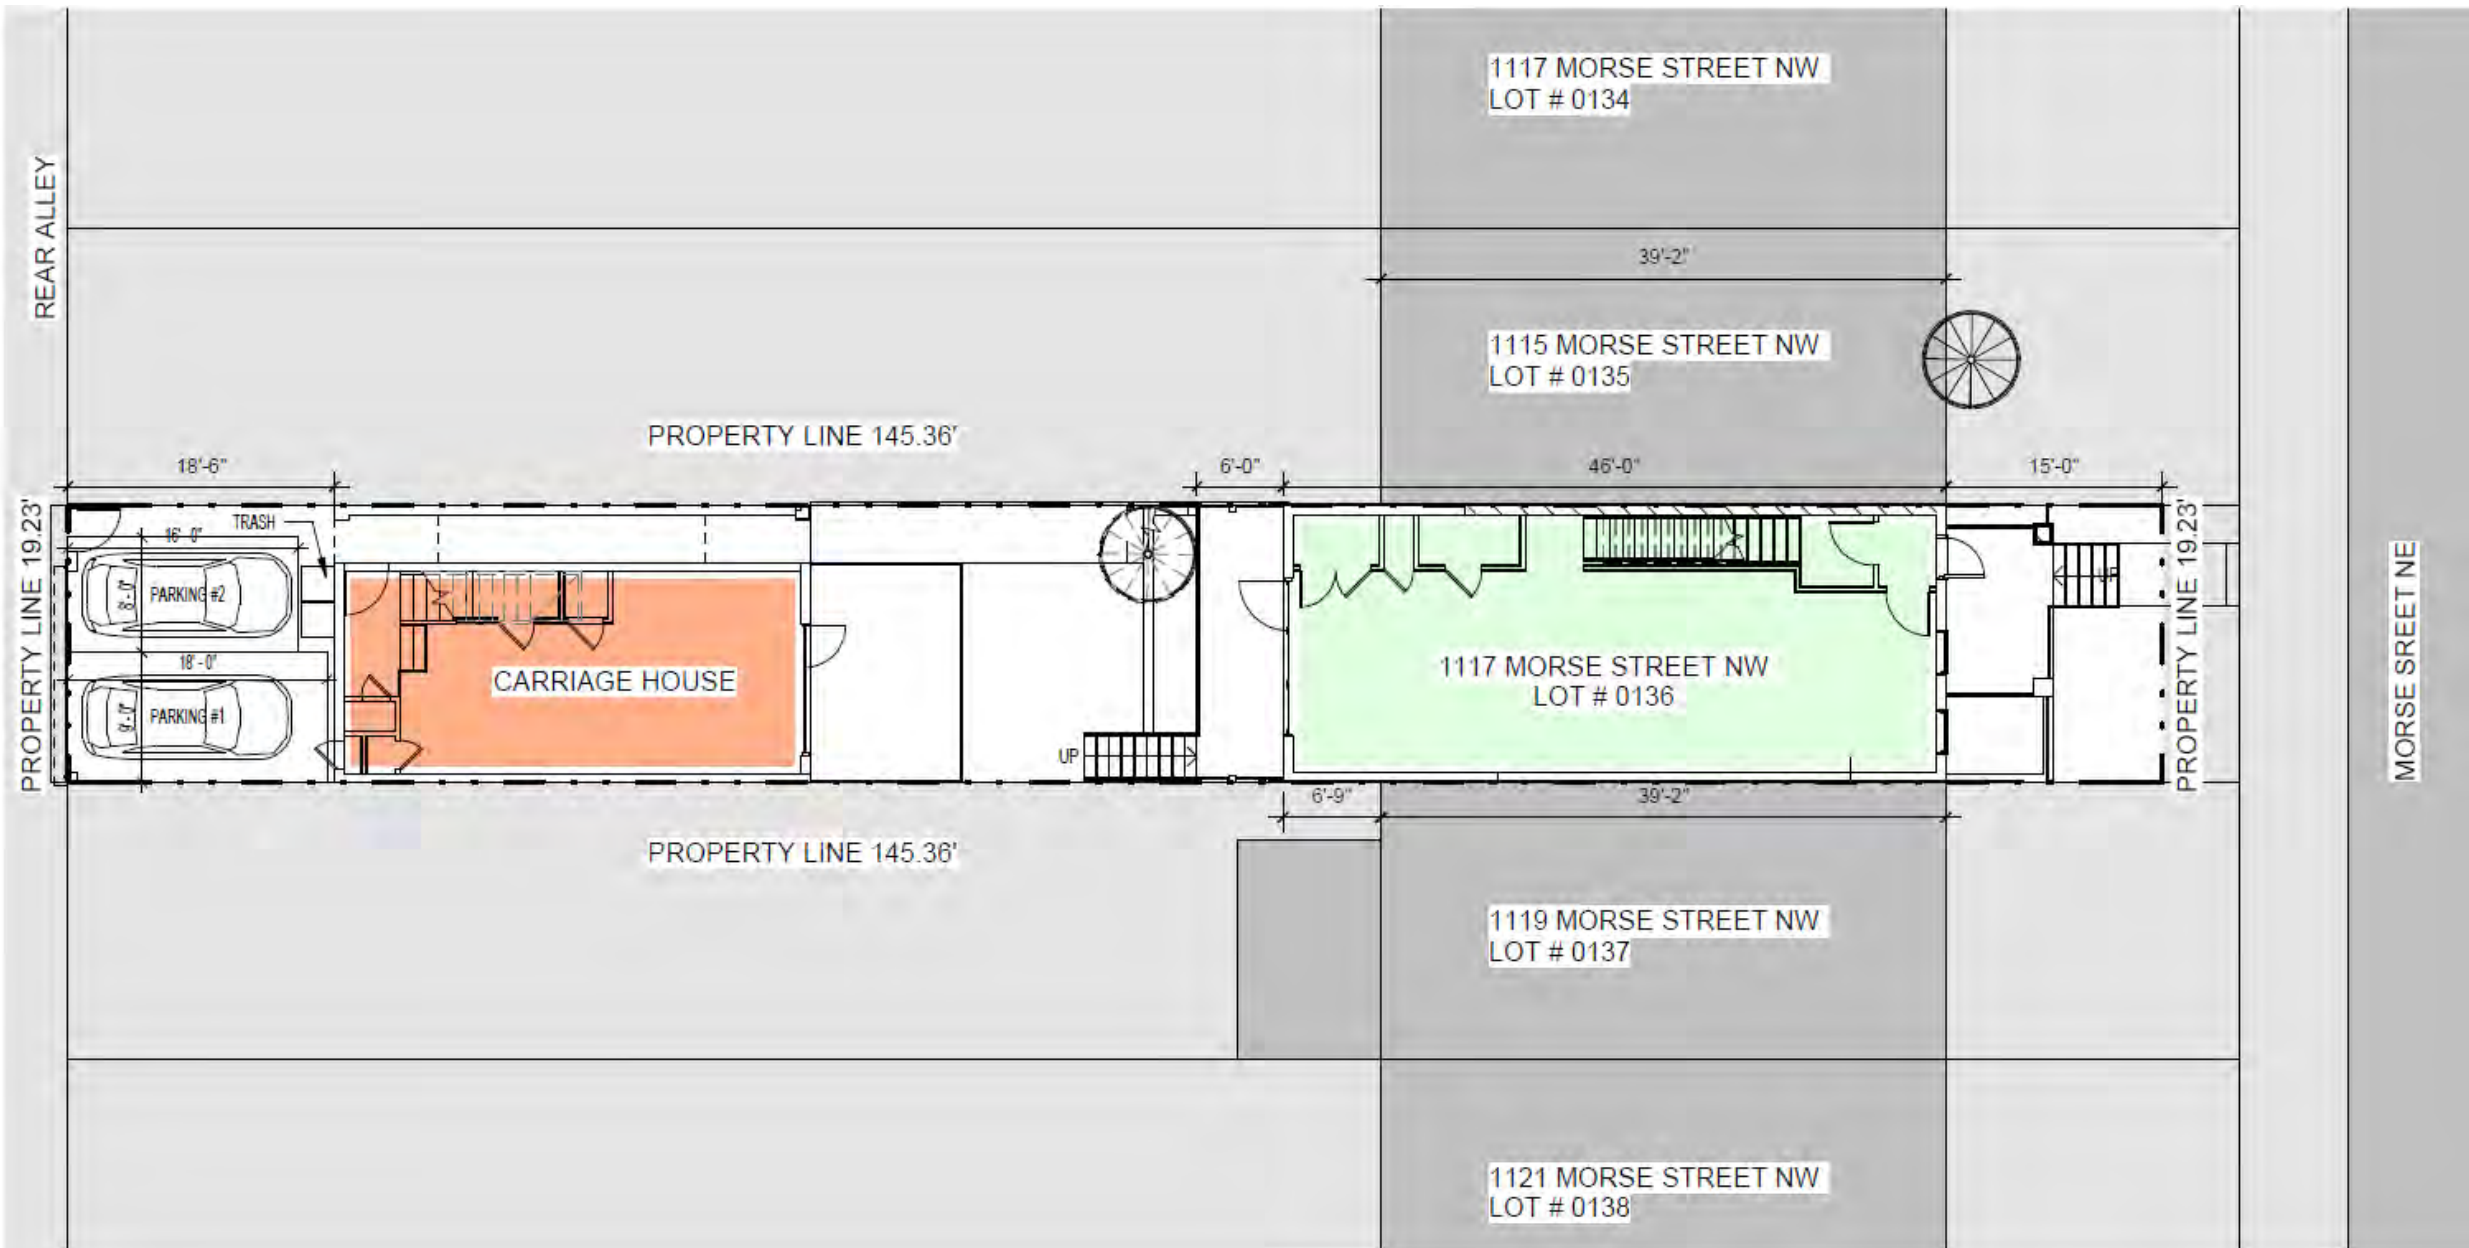 1117 MORSE STREET NW
LOT # 0134
REAR ALLEY
39'-2"
1115 MORSE STREET NW
LOT # 0135
PROPERTY LINE 145.36'
18'-6"
6'-0"
46'-0"
15'-0"
PROPERTY LINE 19.23'
TRASH
16'-0"
8'-0"
PARKING #2
18'-0"
9'-0"
PARKING #1
CARRIAGE HOUSE
UP
1117 MORSE STREET NW
LOT # 0136
UP
PROPERTY LINE 19.23'
MORSE SREET NE
6'-9"
39'-2"
PROPERTY LINE 145.36'
1119 MORSE STREET NW
LOT # 0137
1121 MORSE STREET NW
LOT # 0138